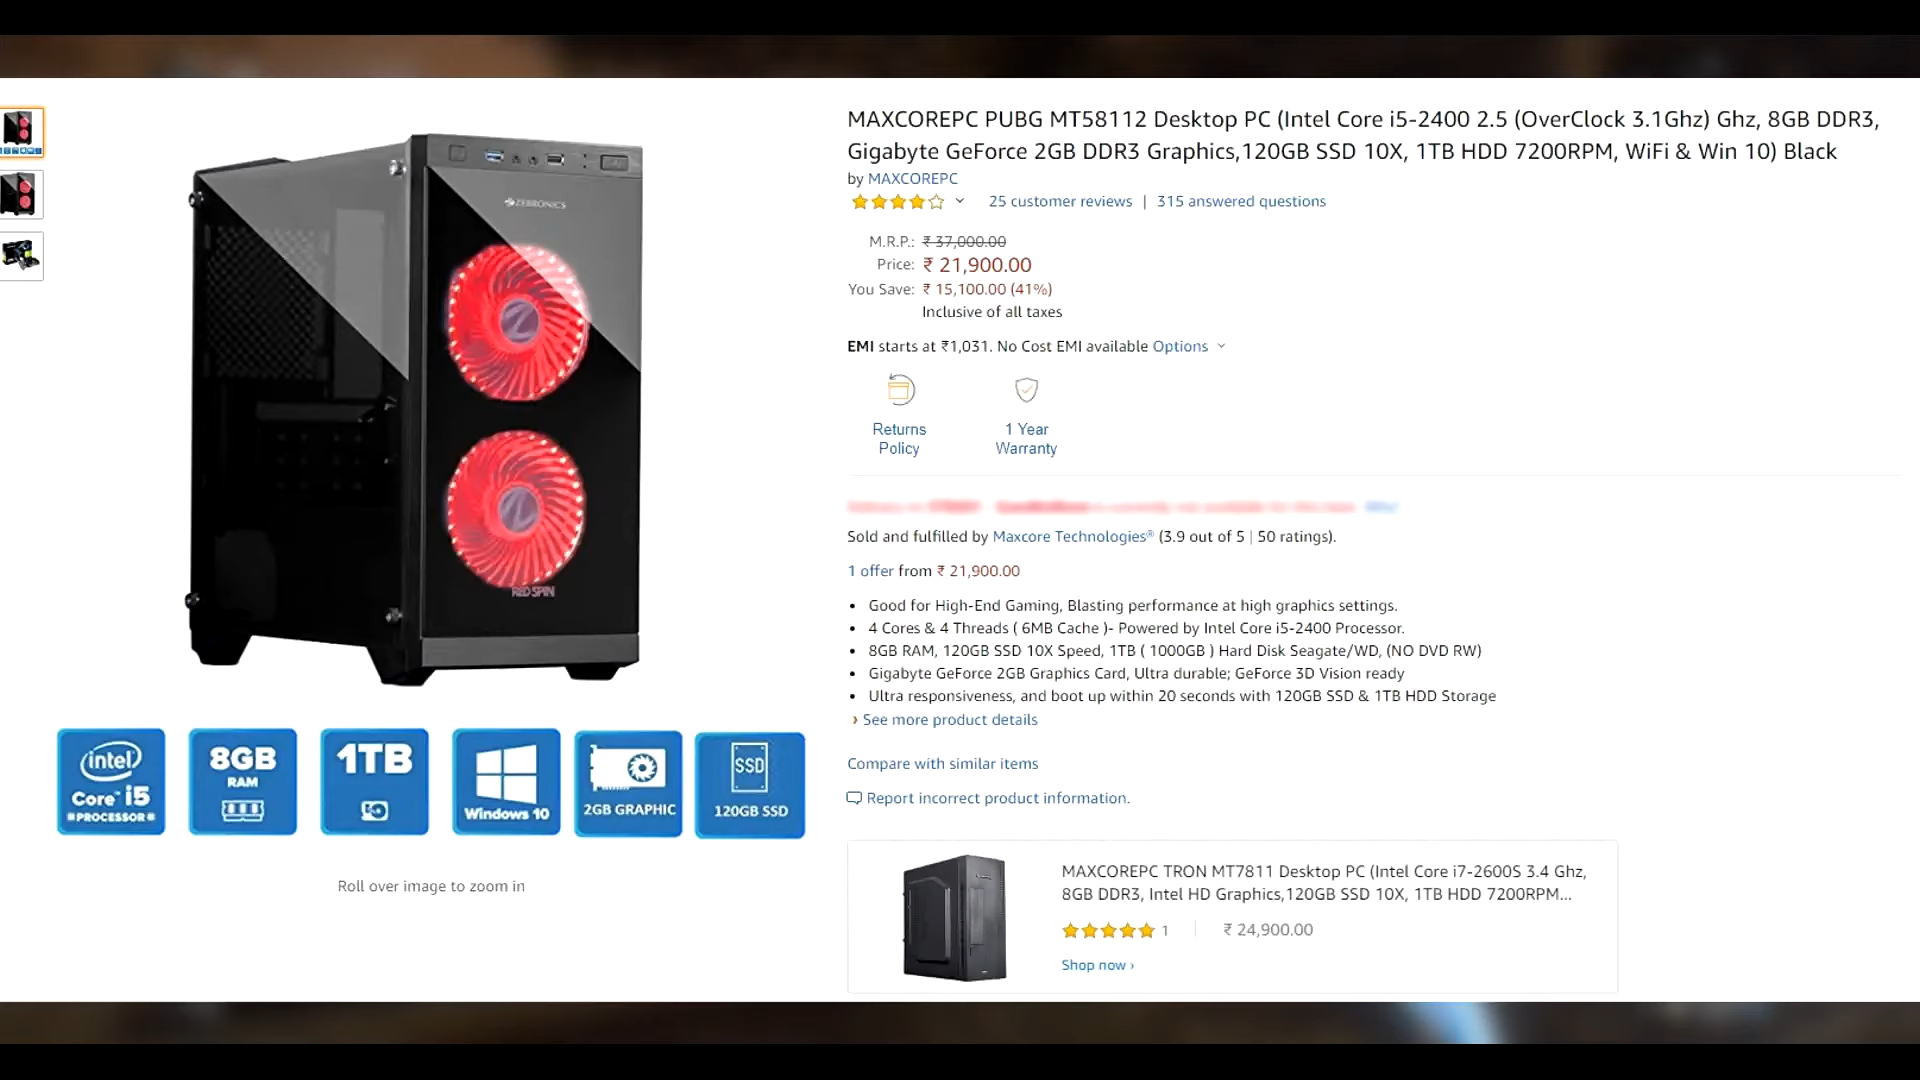 MAXCOREPC PUBG MT58112 Desktop PC (Intel Core i5-2400 2.5 (OverClock 3.1Ghz) Ghz, 8GB DDR3,
Gigabyte GeForce 2GB DDR3 Graphics,120GB SSD 10X, 1TB HDD 7200RPM, WiFi & Win 10) Black
by MAXCOREPC
25 customer reviews | 315 answered questions
M.R.P.: ₹ 37,000.00
Price: ₹ 21,900.00
You Save: ₹ 15,100.00 (41%)
Inclusive of all taxes
EMI starts at ₹1,031. No Cost EMI available Options
Returns
Policy
1 Year
Warranty
Sold and fulfilled by Maxcore Technologies® (3.9 out of 5 | 50 ratings).
1 offer from ₹ 21,900.00
• Good for High-End Gaming, Blasting performance at high graphics settings.
• 4 Cores & 4 Threads ( 6MB Cache )- Powered by Intel Core i5-2400 Processor.
• 8GB RAM, 120GB SSD 10X Speed, 1TB ( 1000GB ) Hard Disk Seagate/WD, (NO DVD RW)
• Gigabyte GeForce 2GB Graphics Card, Ultra durable; GeForce 3D Vision ready
• Ultra responsiveness, and boot up within 20 seconds with 120GB SSD & 1TB HDD Storage
› See more product details
Compare with similar items
Report incorrect product information.
MAXCOREPC TRON MT7811 Desktop PC (Intel Core i7-2600S 3.4 Ghz,
8GB DDR3, Intel HD Graphics,120GB SSD 10X, 1TB HDD 7200RPM...
1
₹ 24,900.00
Shop now ›
ZEBRONICS
RED SPIN
intel
Core™ i5
PROCESSOR
8GB
RAM
1TB
Windows 10
2GB GRAPHIC
SSD
120GB SSD
Roll over image to zoom in